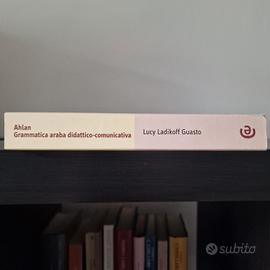 Ahlan
Grammatica araba didattico-comunicativa
Lucy Ladikoff Guasto
subito